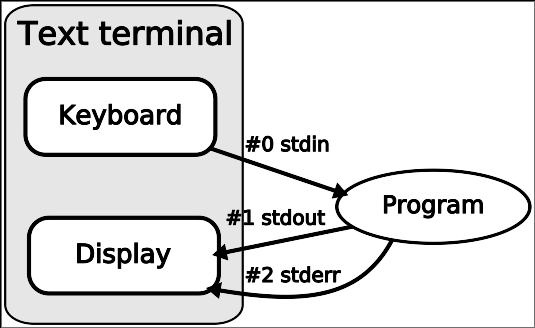 Text terminal
Keyboard
#0 stdin
Program
#1 stdout
Display
#2 stderr